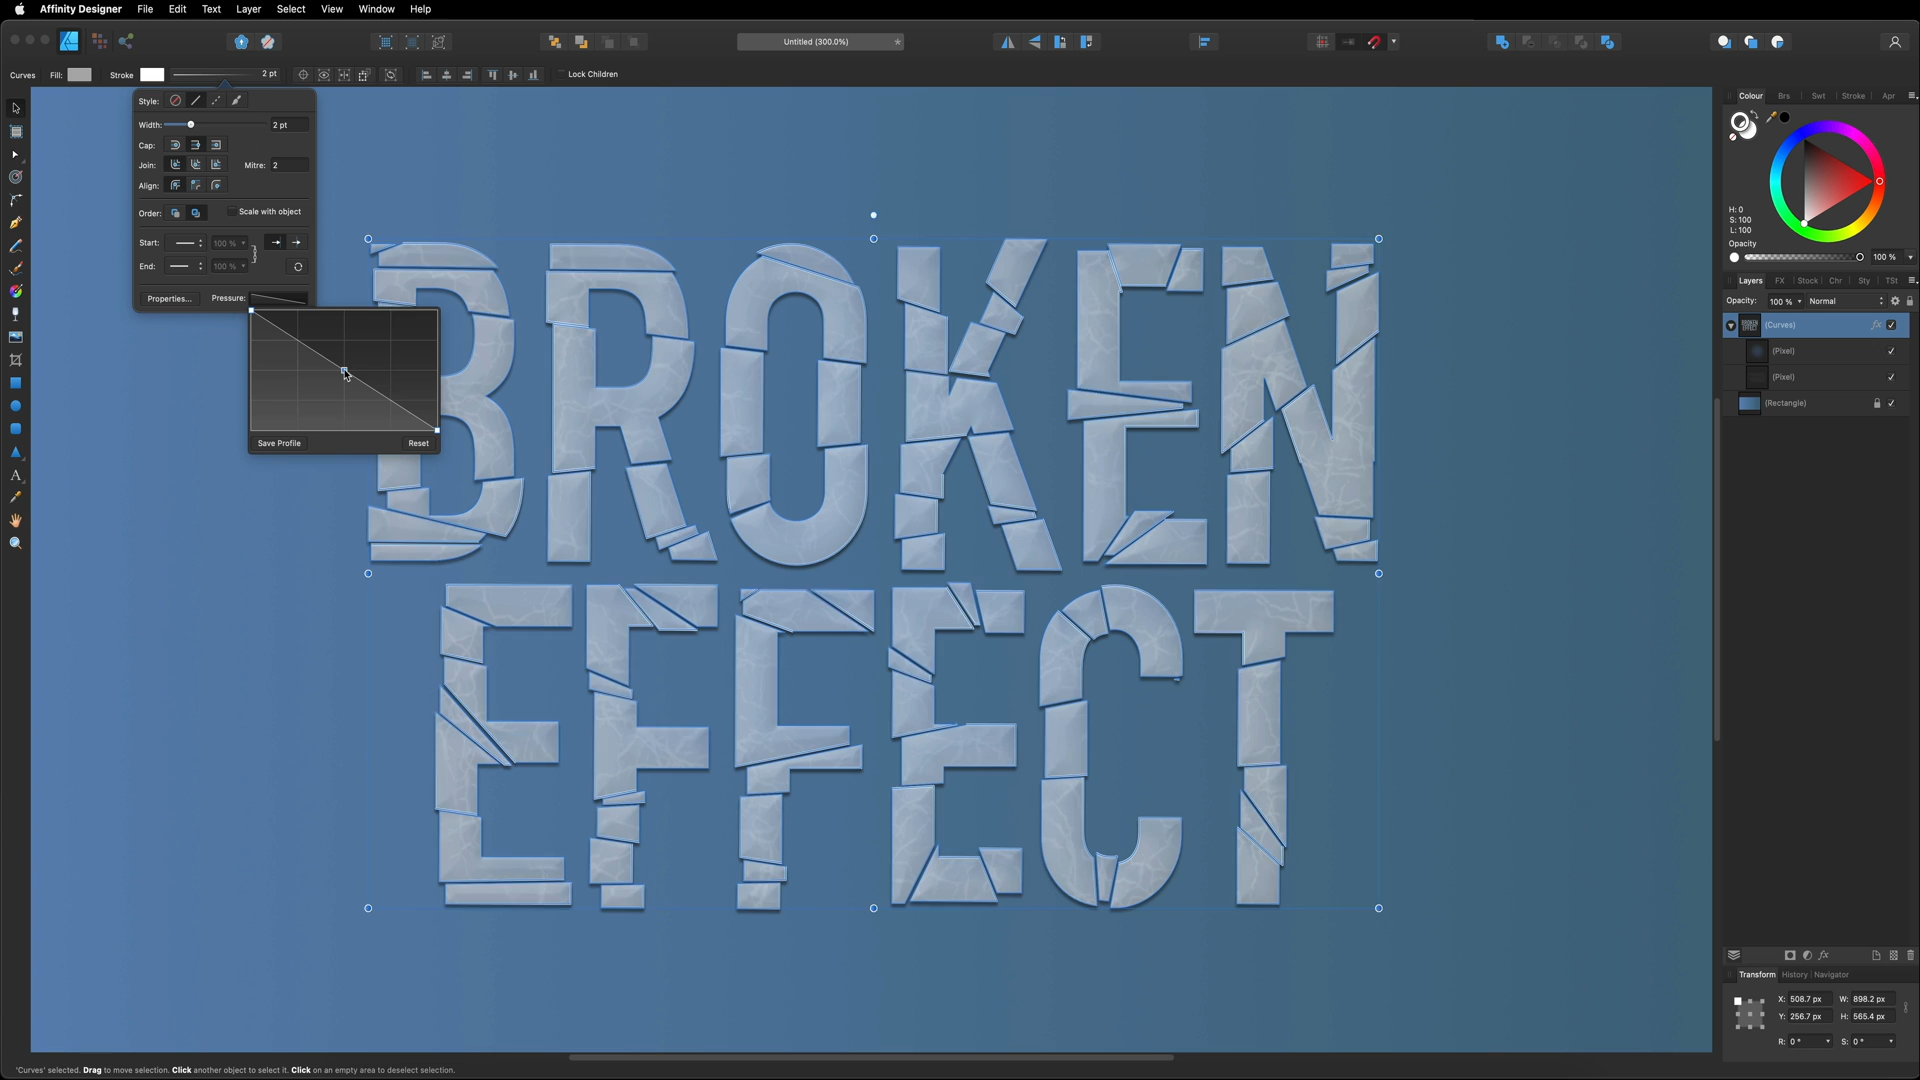 Affinity Designer File Edit Text Layer Select View Window Help
Untitled (300.0%)
Curves Fill: Stroke 2 pt Lock Children
Style:
Width: 2 pt
Cap:
Join: Mitre: 2
Align:
Order: Scale with object
Start: 100 %
End: 100 %
Properties... Pressure:
Save Profile Reset
BROKEN
EFFECT
Colour Brs Swt Stroke Apr
H: 0
S: 100
L: 100
Opacity
100 %
Layers FX Stock Chr Sty TSt
Opacity: 100 % Normal
(Curves)
(Pixel)
(Pixel)
(Rectangle)
Transform History Navigator
X: 508.7 px W: 898.2 px
Y: 256.7 px H: 565.4 px
R: 0 ° S: 0 °
'Curves' selected. Drag to move selection. Click another object to select it. Click on an empty area to deselect selection.